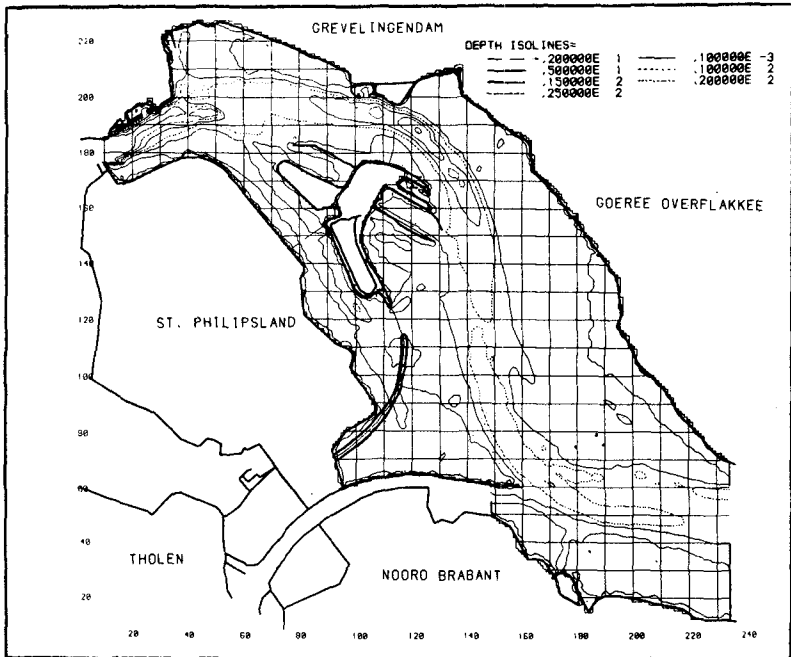 GREVELINGENDAM
DEPTH ISOLINES=
.200000E 1 .100000E -3
.500000E 1 .100000E 2
.150000E 2 .200000E 2
.250000E 2
220
200
180
160
140
120
100
80
60
40
20
GOEREE OVERFLAKKEE
ST. PHILIPSLAND
THOLEN
NOORO BRABANT
20 40 60 80 100 120 140 160 180 200 220 240